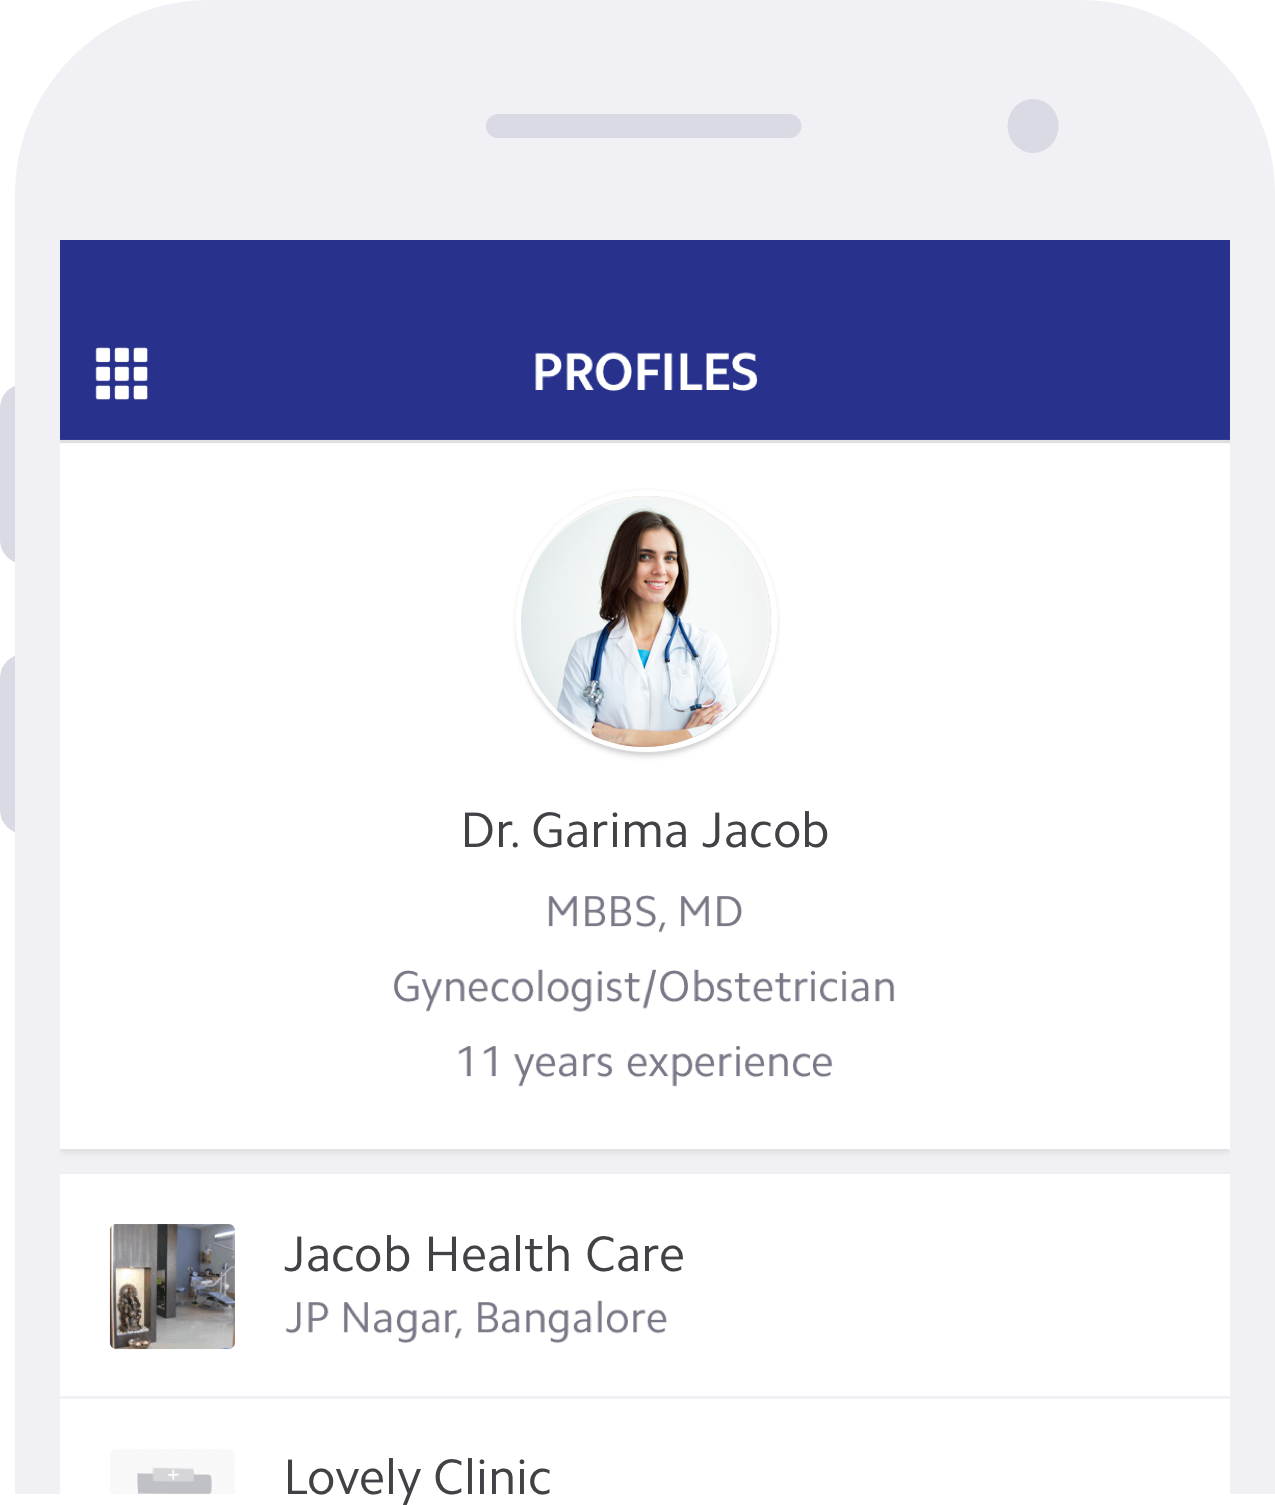 PROFILES
Dr. Garima Jacob
MBBS, MD
Gynecologist/Obstetrician
11 years experience
Jacob Health Care
JP Nagar, Bangalore
Lovely Clinic